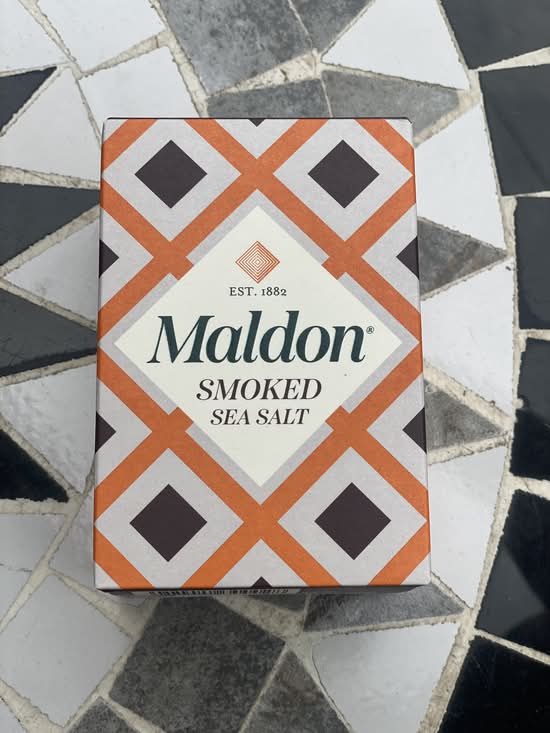 EST. 1882
Maldon®
SMOKED
SEA SALT